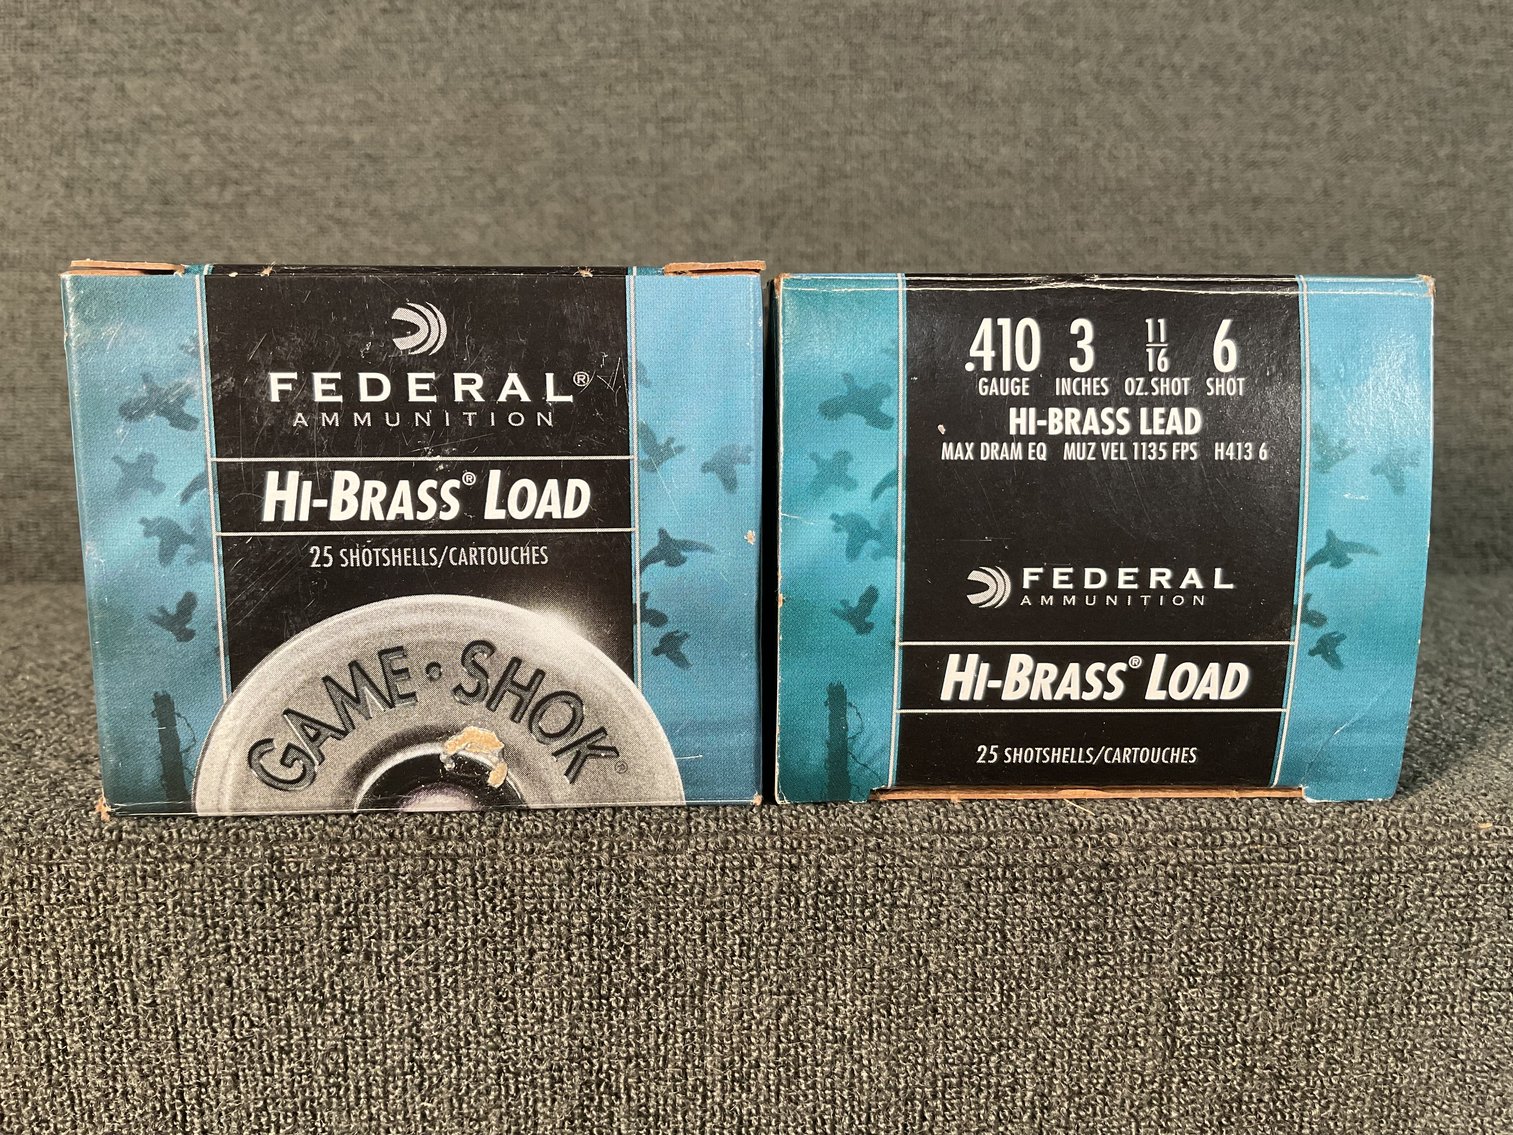 FEDERAL®
AMMUNITION
HI-BRASS® LOAD
25 SHOTSHELLS/CARTOUCHES
GAME·SHOK®
.410 3 11/16 6
GAUGE INCHES OZ. SHOT SHOT
HI-BRASS LEAD
MAX DRAM EQ MUZ VEL 1135 FPS H413 6
FEDERAL
AMMUNITION
HI-BRASS® LOAD
25 SHOTSHELLS/CARTOUCHES